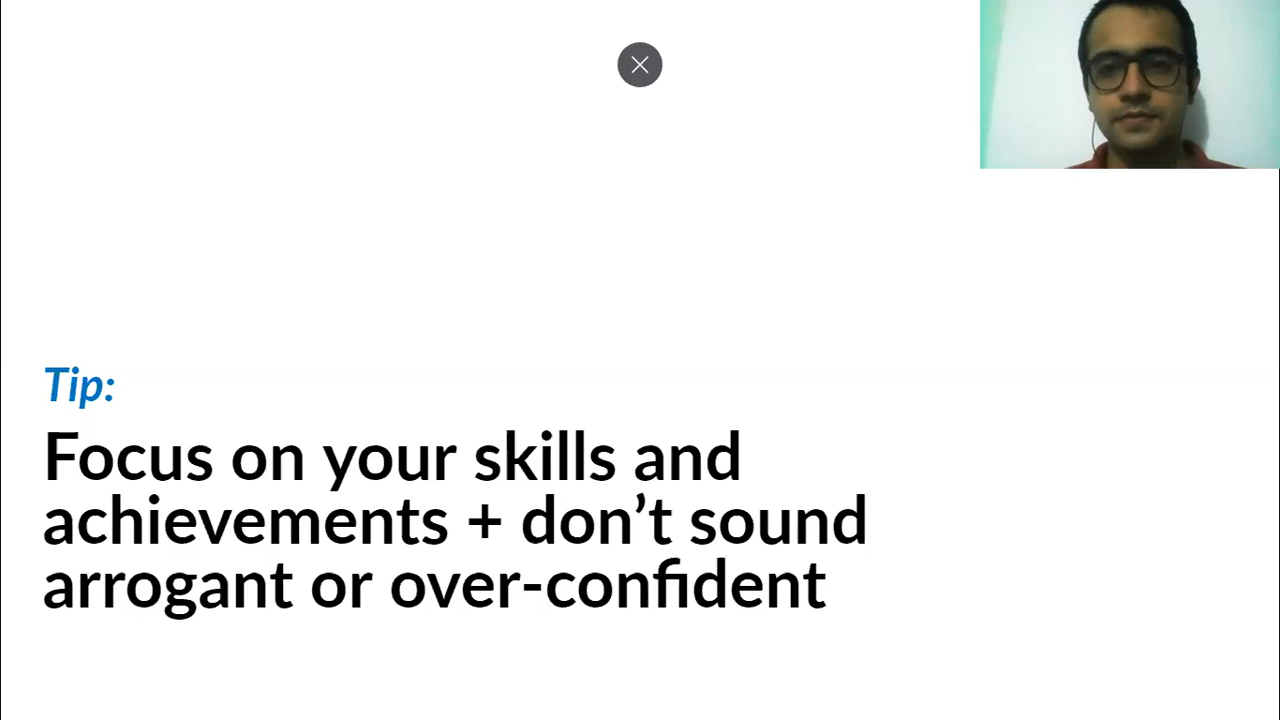 Tip:
Focus on your skills and
achievements + don’t sound
arrogant or over-confident